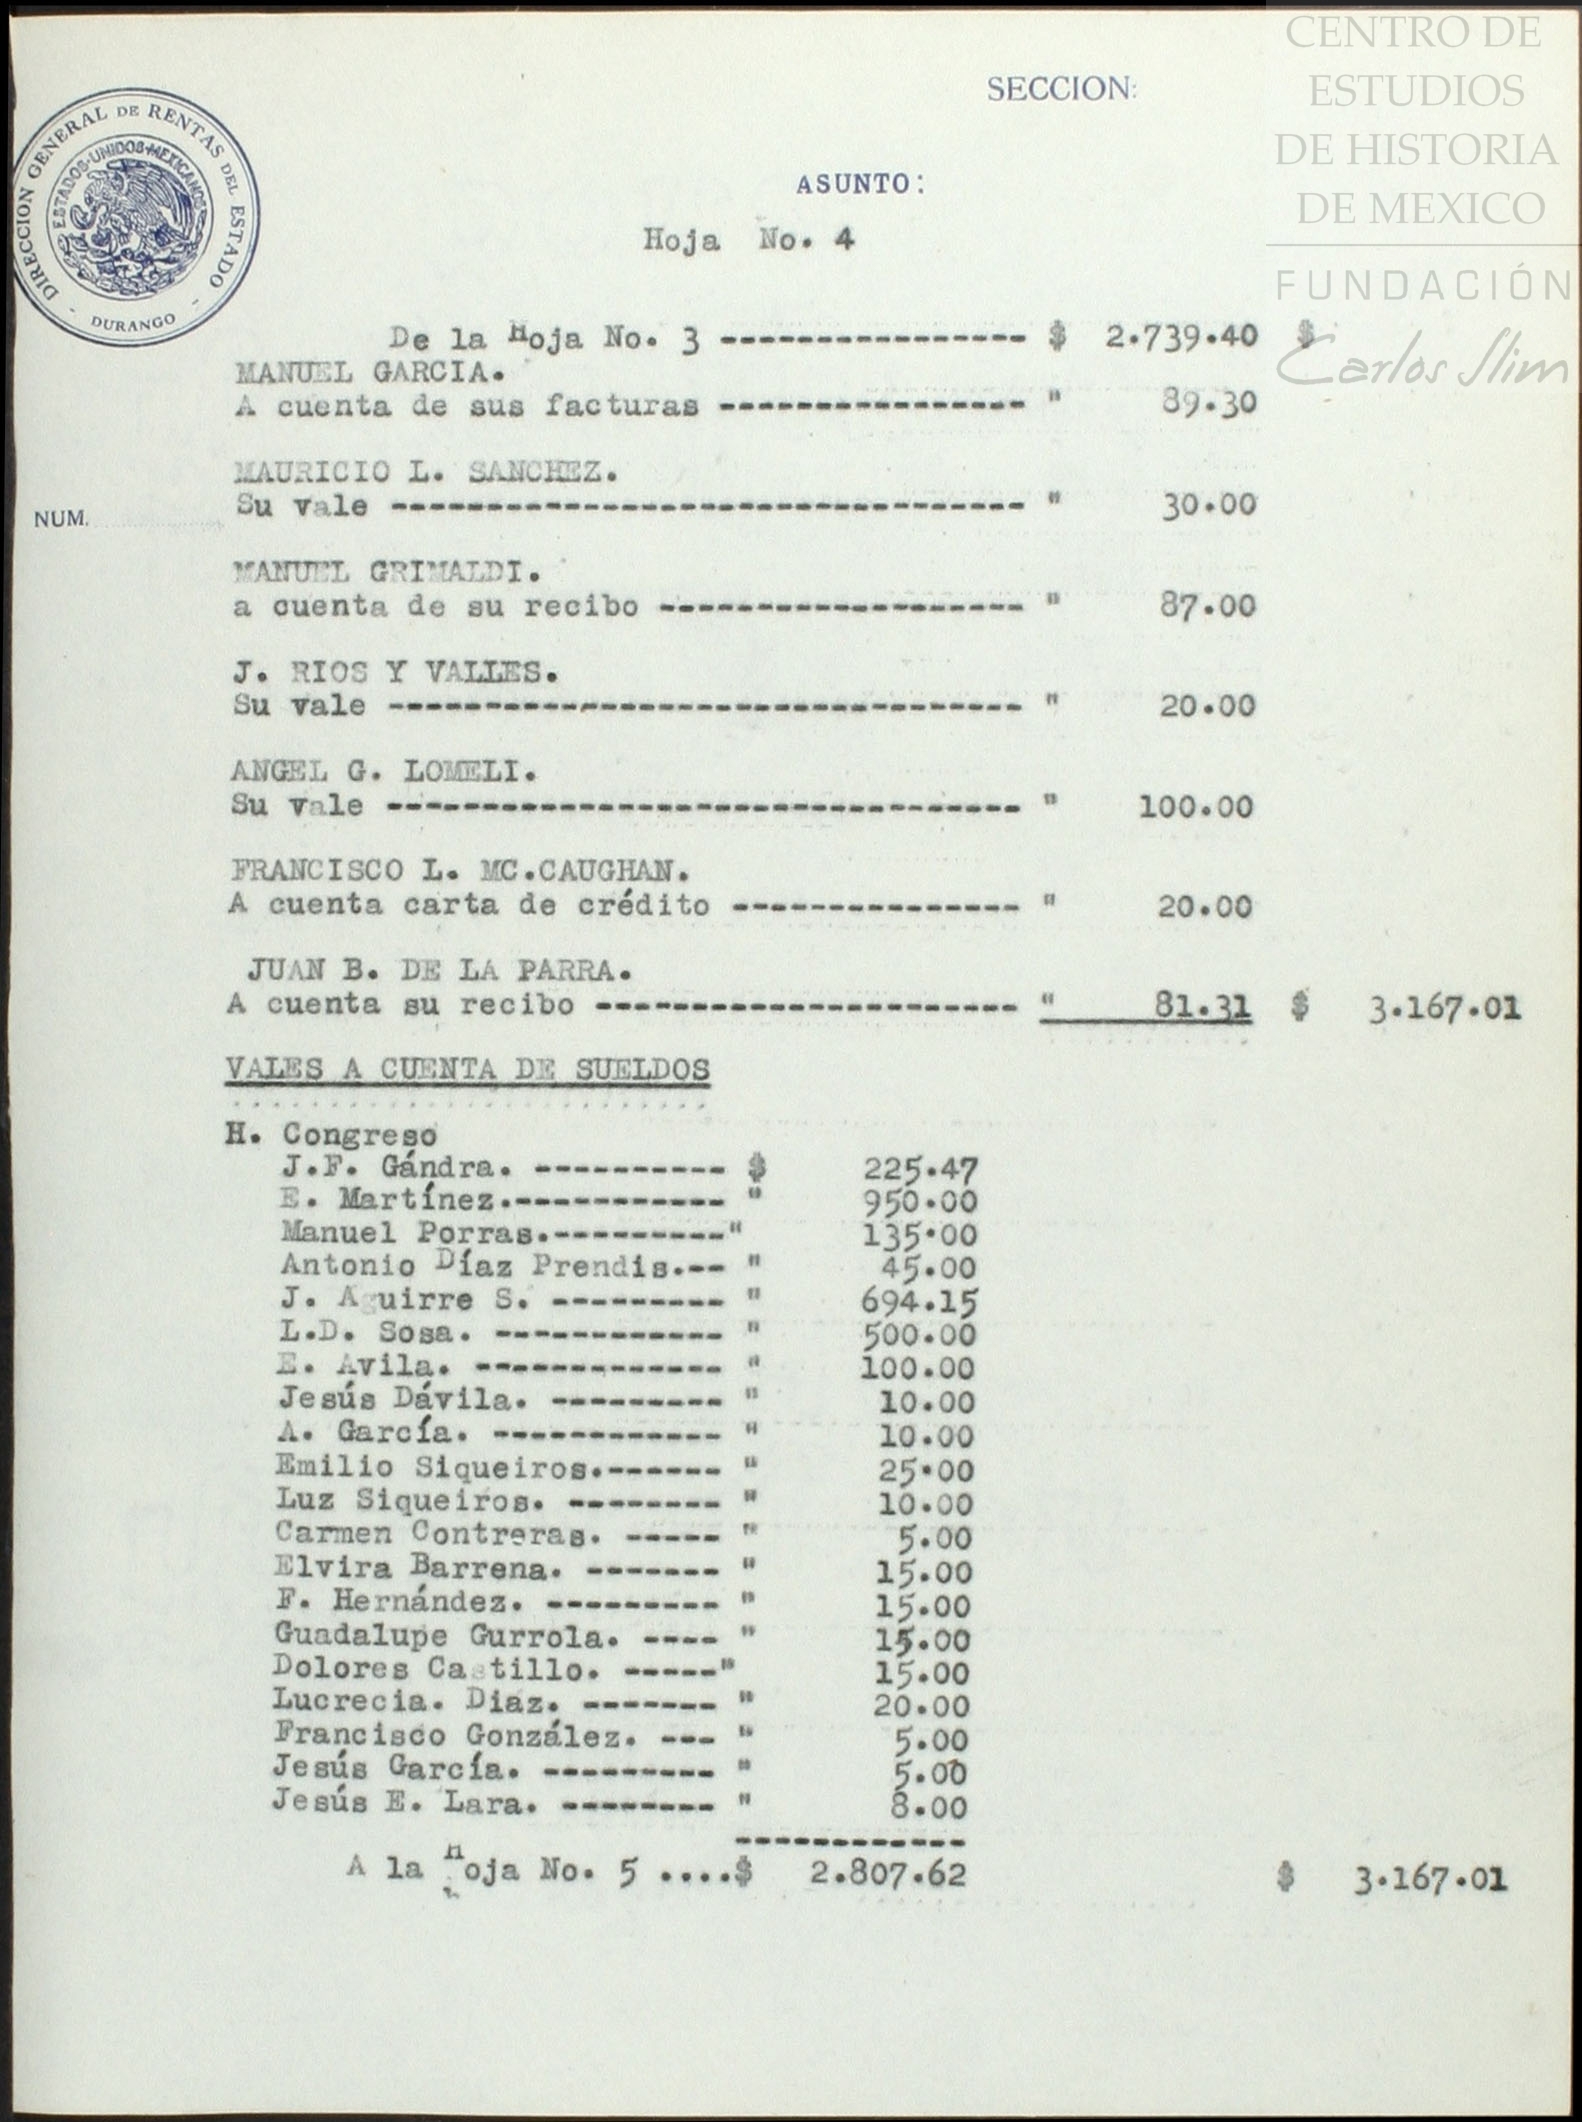 CENTRO DE
ESTUDIOS
DE HISTORIA
DE MEXICO
FUNDACIÓN
Carlos Slim
SECCION:
DIRECCION GENERAL DE RENTAS DEL ESTADO
ESTADOS·UNIDOS·MEXICANOS
- DURANGO -
ASUNTO:
Hoja No. 4
De la Hoja No. 3 ---------------- $ 2.739.40 $
MANUEL GARCIA.
A cuenta de sus facturas ---------------- " 89.30
MAURICIO L. SANCHEZ.
Su vale --------------------------------- " 30.00
NUM.
MANUEL GRIMALDI.
a cuenta de su recibo ------------------- " 87.00
J. RIOS Y VALLES.
Su vale --------------------------------- " 20.00
ANGEL G. LOMELI.
Su vale --------------------------------- " 100.00
FRANCISCO L. MC.CAUGHAN.
A cuenta carta de crédito --------------- " 20.00
JUAN B. DE LA PARRA.
A cuenta su recibo ---------------------- " 81.31 $ 3.167.01
VALES A CUENTA DE SUELDOS
H. Congreso
J.F. Gándra. ---------- $ 225.47
E. Martínez.----------- " 950.00
Manuel Porras.---------" 135.00
Antonio Díaz Prendis.-- " 45.00
J. Aguirre S. --------- " 694.15
L.D. Sosa. ------------ " 500.00
E. Avila. ------------- " 100.00
Jesús Dávila. --------- " 10.00
A. García. ------------ " 10.00
Emilio Siqueiros.------ " 25.00
Luz Siqueiros. -------- " 10.00
Carmen Contreras. ----- " 5.00
Elvira Barrena. ------- " 15.00
F. Hernández. --------- " 15.00
Guadalupe Gurrola. ---- " 15.00
Dolores Castillo. -----" 15.00
Lucrecia. Diaz. ------- " 20.00
Francisco González. --- " 5.00
Jesús García. --------- " 5.00
Jesús E. Lara. -------- " 8.00
------------
A la Hoja No. 5 ....$ 2.807.62 $ 3.167.01